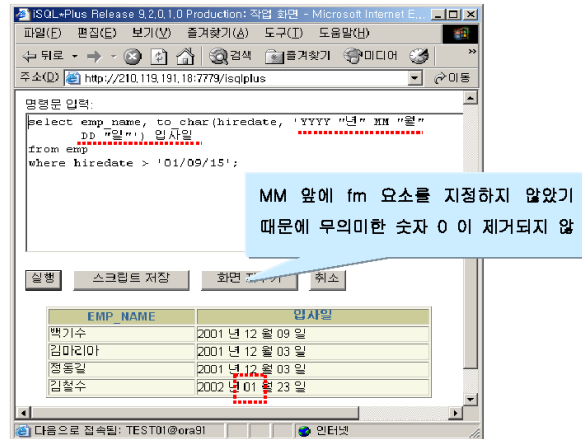 iSQL*Plus Release 9.2.0.1.0 Production: 작업 화면 - Microsoft Internet E...
파일(F) 편집(E) 보기(V) 즐겨찾기(A) 도구(T) 도움말(H)
뒤로 검색 즐겨찾기 미디어 »
주소(D) http://210.119.191.18:7779/isqlplus 이동
명령문 입력:
select emp_name, to_char(hiredate, 'YYYY "년" MM "월"
DD "일"') 입사일
from emp
where hiredate > '01/09/15';
MM 앞에 fm 요소를 지정하지 않았기
때문에 무의미한 숫자 0 이 제거되지 않
실행 스크립트 저장 화면 취소
EMP_NAME 입사일
백기수 2001 년 12 월 09 일
김마리아 2001 년 12 월 03 일
정동길 2001 년 12 월 03 일
김철수 2002 년 01 월 23 일
다음으로 접속됨: TEST01@ora91 인터넷